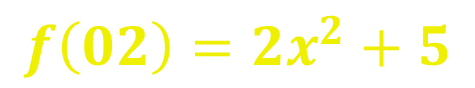 f(02) = 2x² + 5